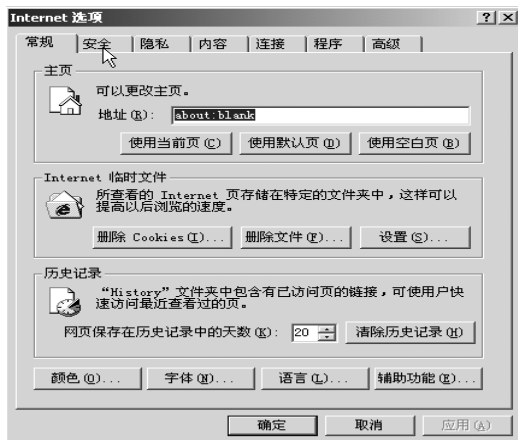 Internet 选项
常规 安全 隐私 内容 连接 程序 高级
主页
可以更改主页。
地址(R): about:blank
使用当前页(C) 使用默认页(D) 使用空白页(B)
Internet 临时文件
所查看的 Internet 页存储在特定的文件夹中，这样可以
提高以后浏览的速度。
删除 Cookies(I)... 删除文件(F)... 设置(S)...
历史记录
“History”文件夹中包含有已访问页的链接，可使用户快
速访问最近查看过的页。
网页保存在历史记录中的天数(K): 20 清除历史记录(H)
颜色(O)... 字体(N)... 语言(L)... 辅助功能(E)...
确定 取消 应用(A)